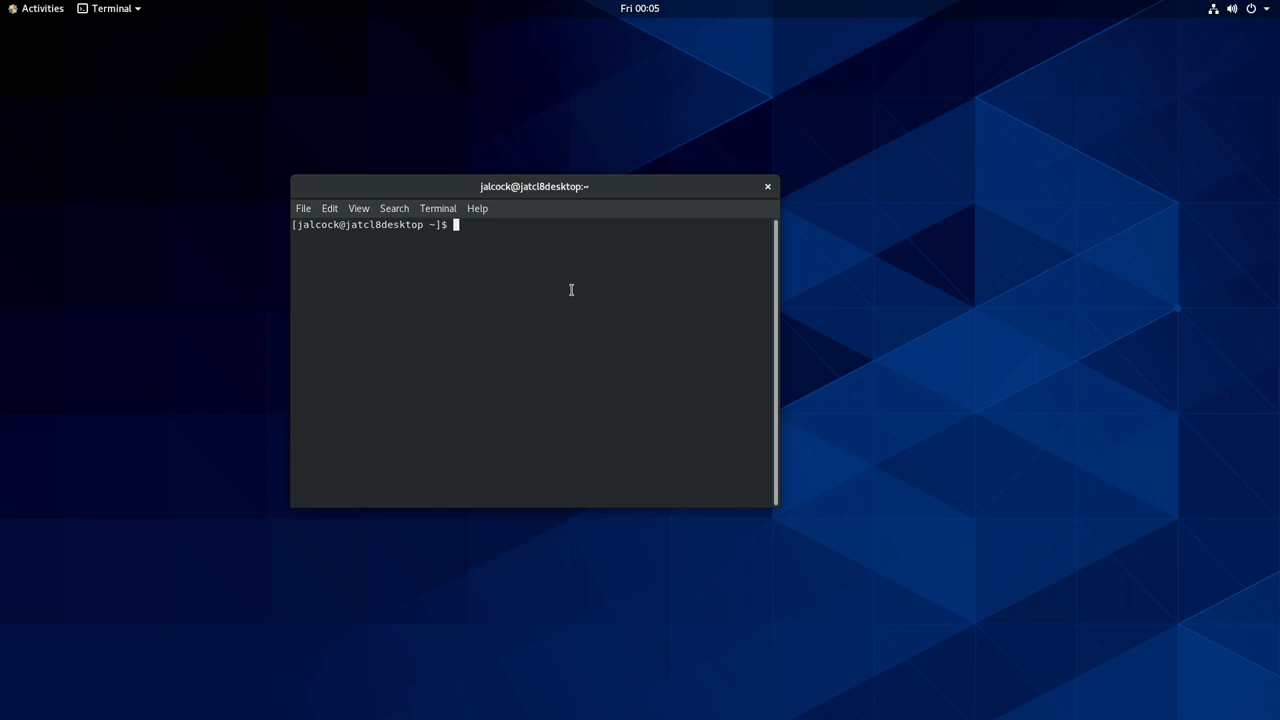 Activities Terminal Fri 00:05
jalcock@jatcl8desktop:~
File Edit View Search Terminal Help
[jalcock@jatcl8desktop ~]$